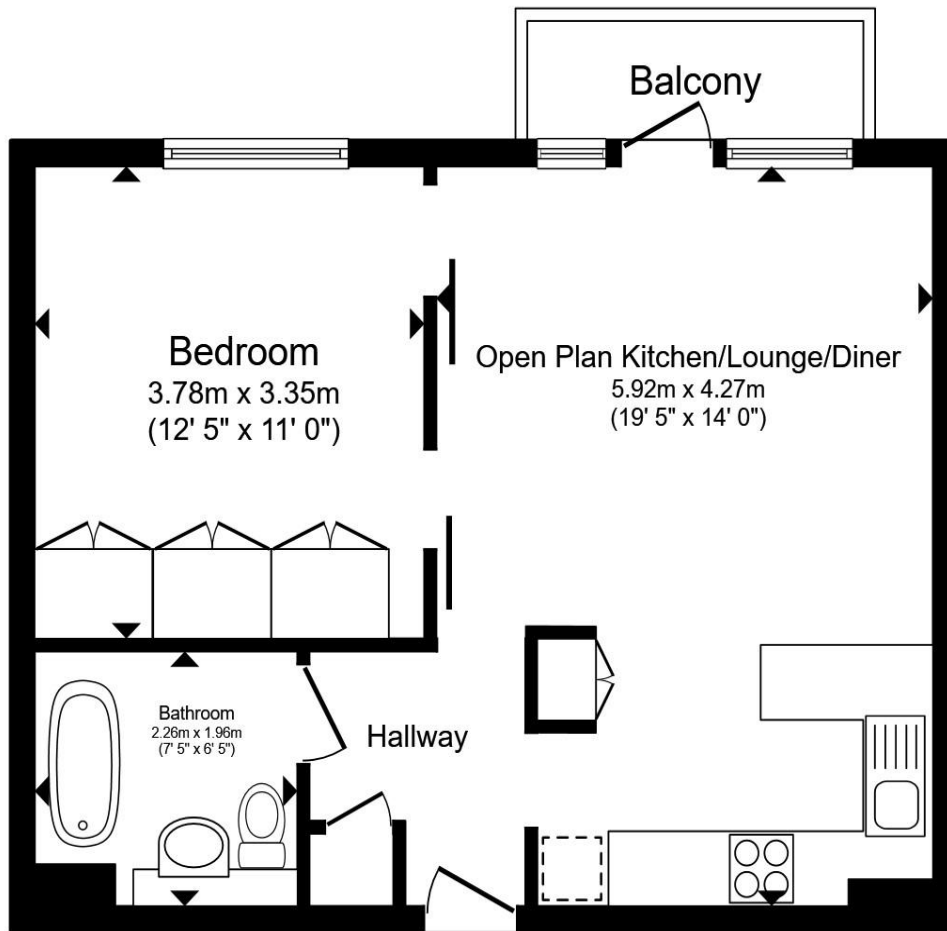 Balcony
Bedroom
3.78m x 3.35m
(12' 5" x 11' 0")
Open Plan Kitchen/Lounge/Diner
5.92m x 4.27m
(19' 5" x 14' 0")
Bathroom
2.26m x 1.96m
(7' 5" x 6' 5")
Hallway